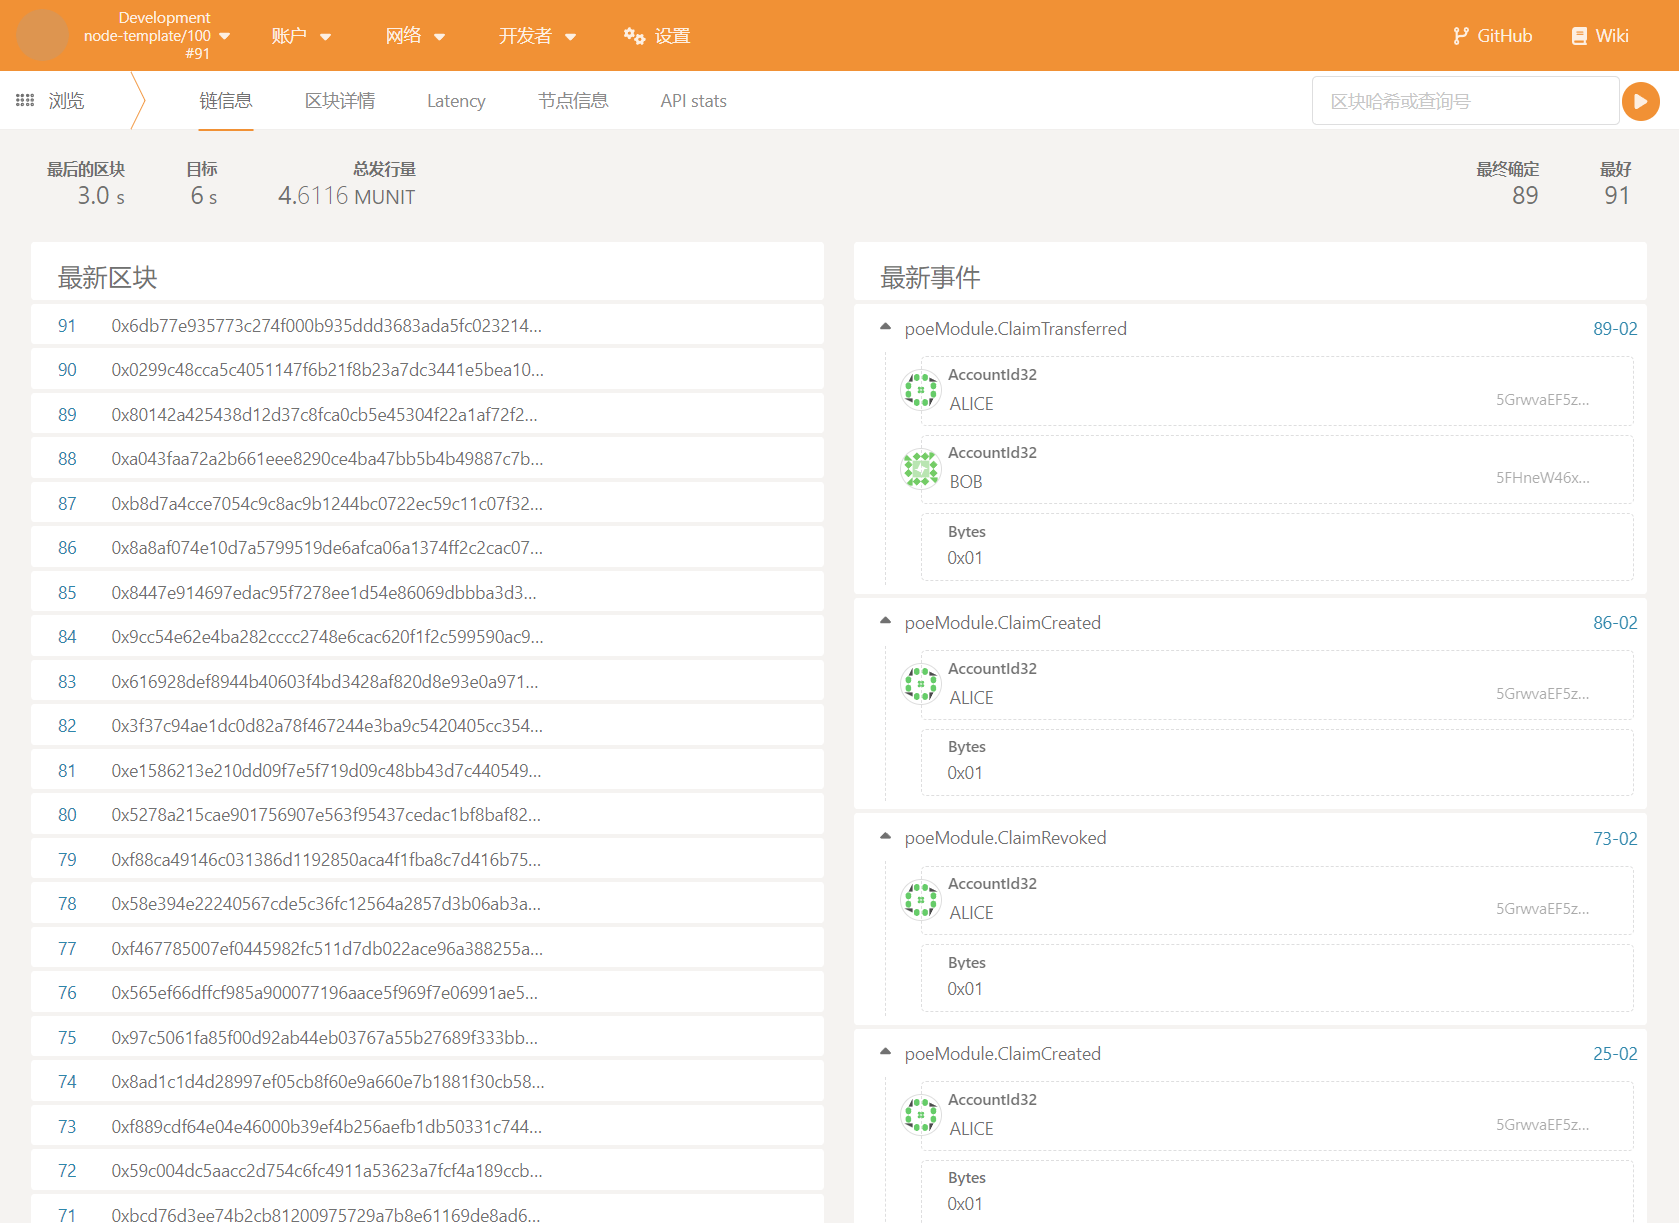 Development
node-template/100
#91
账户
网络
开发者
设置
GitHub
Wiki
浏览
链信息
区块详情
Latency
节点信息
API stats
区块哈希或查询号
最后的区块
3.0 s
目标
6 s
总发行量
4.6116 MUNIT
最终确定
89
最好
91
最新区块
91 0x6db77e935773c274f000b935ddd3683ada5fc023214...
90 0x0299c48cca5c4051147f6b21f8b23a7dc3441e5bea10...
89 0x80142a425438d12d37c8fca0cb5e45304f22a1af72f2...
88 0xa043faa72a2b661eee8290ce4ba47bb5b4b49887c7b...
87 0xb8d7a4cce7054c9c8ac9b1244bc0722ec59c11c07f32...
86 0x8a8af074e10d7a5799519de6afca06a1374ff2c2cac07...
85 0x8447e914697edac95f7278ee1d54e86069dbbba3d3...
84 0x9cc54e62e4ba282cccc2748e6cac620f1f2c599590ac9...
83 0x616928def8944b40603f4bd3428af820d8e93e0a971...
82 0x3f37c94ae1dc0d82a78f467244e3ba9c5420405cc354...
81 0xe1586213e210dd09f7e5f719d09c48bb43d7c440549...
80 0x5278a215cae901756907e563f95437cedac1bf8baf82...
79 0xf88ca49146c031386d1192850aca4f1fba8c7d416b75...
78 0x58e394e22240567cde5c36fc12564a2857d3b06ab3a...
77 0xf467785007ef0445982fc511d7db022ace96a388255a...
76 0x565ef66dffcf985a900077196aace5f969f7e06991ae5...
75 0x97c5061fa85f00d92ab44eb03767a55b27689f333bb...
74 0x8ad1c1d4d28997ef05cb8f60e9a660e7b1881f30cb58...
73 0xf889cdf64e04e46000b39ef4b256aefb1db50331c744...
72 0x59c004dc5aacc2d754c6fc4911a53623a7fcf4a189ccb...
71 0xbcd76d3ee74b2cb81200975729a7b8e61169de8ad6...
最新事件
poeModule.ClaimTransferred 89-02
AccountId32
ALICE 5GrwvaEF5z...
AccountId32
BOB 5FHneW46x...
Bytes
0x01
poeModule.ClaimCreated 86-02
AccountId32
ALICE 5GrwvaEF5z...
Bytes
0x01
poeModule.ClaimRevoked 73-02
AccountId32
ALICE 5GrwvaEF5z...
Bytes
0x01
poeModule.ClaimCreated 25-02
AccountId32
ALICE 5GrwvaEF5z...
Bytes
0x01